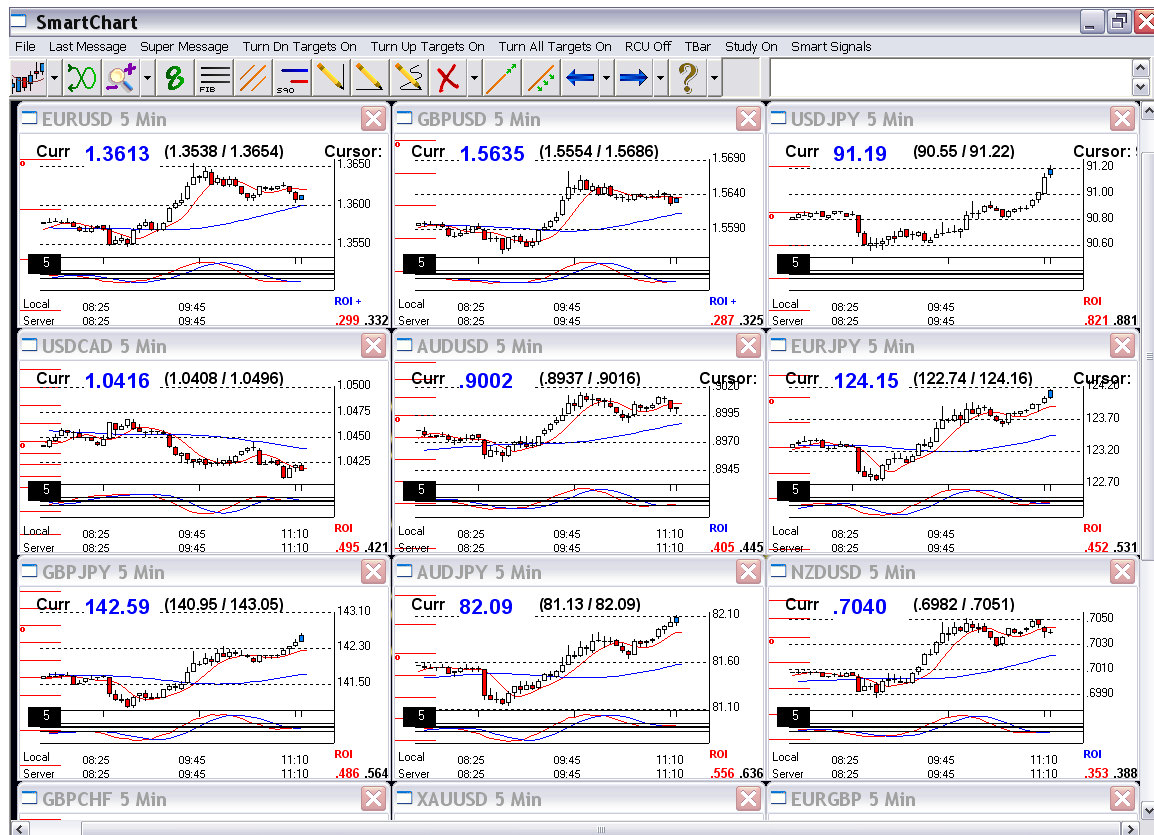 SmartChart
File Last Message Super Message Turn Dn Targets On Turn Up Targets On Turn All Targets On RCU Off TBar Study On Smart Signals
8 FIB S&O ?
EURUSD 5 Min
Curr 1.3613 (1.3538 / 1.3654) Cursor:
1.3650
1.3600
1.3550
5
Local 08:25 09:45 ROI +
Server 08:25 09:45 .299 .332
GBPUSD 5 Min
Curr 1.5635 (1.5554 / 1.5686)
1.5690
1.5640
1.5590
5
Local 08:25 09:45 ROI +
Server 08:25 09:45 .287 .325
USDJPY 5 Min
Curr 91.19 (90.55 / 91.22) Cursor:
91.20
91.00
90.80
90.60
5
Local 08:25 09:45 ROI
Server 08:25 09:45 .821 .881
USDCAD 5 Min
Curr 1.0416 (1.0408 / 1.0496)
1.0500
1.0475
1.0450
1.0425
5
Local 08:25 09:45 11:10 ROI
Server 08:25 09:45 11:10 .495 .421
AUDUSD 5 Min
Curr .9002 (.8937 / .9016) Cursor:
.9020
.8995
.8970
.8945
5
Local 08:25 09:45 11:10 ROI
Server 08:25 09:45 11:10 .405 .445
EURJPY 5 Min
Curr 124.15 (122.74 / 124.16) Cursor:
124.20
123.70
123.20
122.70
5
Local 08:25 09:45 11:10 ROI
Server 08:25 09:45 11:10 .452 .531
GBPJPY 5 Min
Curr 142.59 (140.95 / 143.05)
143.10
142.30
141.50
5
Local 08:25 09:45 11:10 ROI
Server 08:25 09:45 11:10 .486 .564
AUDJPY 5 Min
Curr 82.09 (81.13 / 82.09)
82.10
81.60
81.10
5
Local 08:25 09:45 11:10 ROI
Server 08:25 09:45 11:10 .556 .636
NZDUSD 5 Min
Curr .7040 (.6982 / .7051)
.7050
.7030
.7010
.6990
5
Local 08:25 09:45 11:10 ROI
Server 08:25 09:45 11:10 .353 .388
GBPCHF 5 Min
XAUUSD 5 Min
EURGBP 5 Min